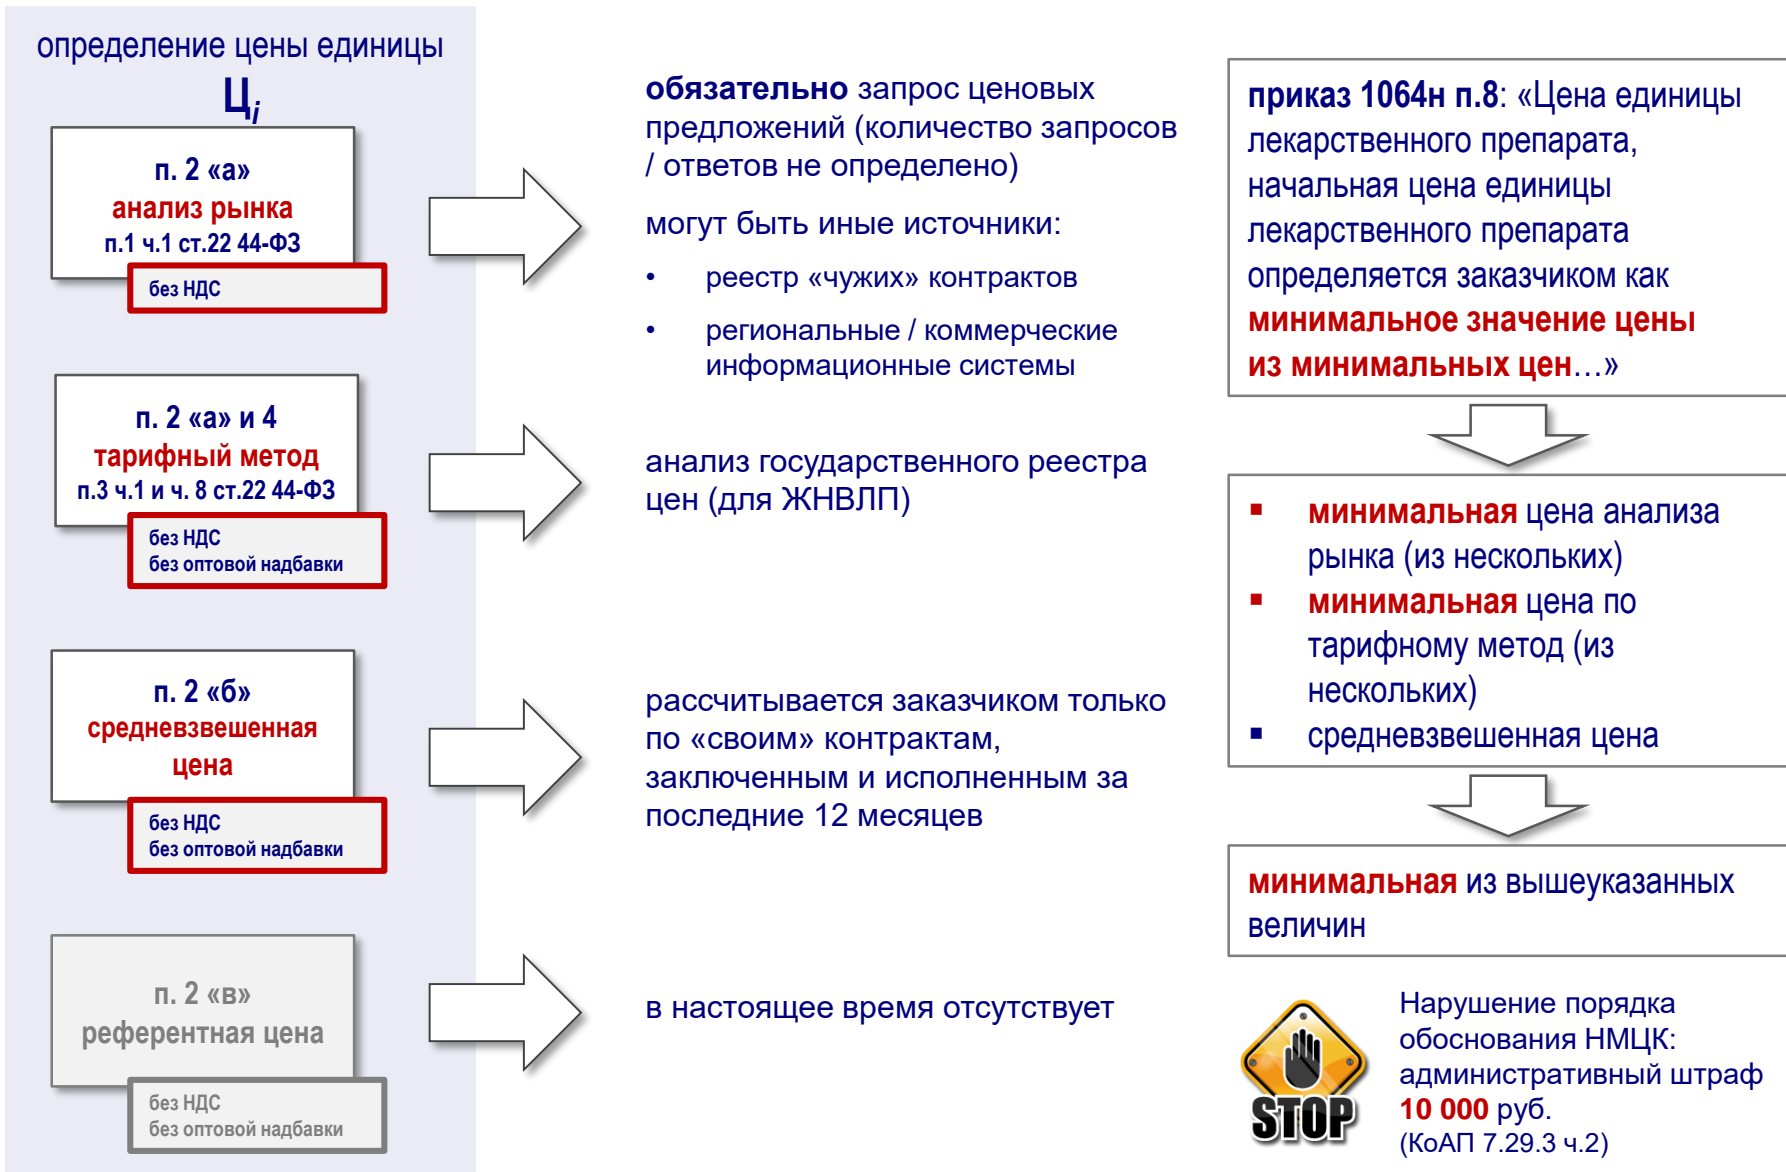 определение цены единицы
Цi
п. 2 «а»
анализ рынка
п.1 ч.1 ст.22 44-ФЗ
без НДС
обязательно запрос ценовых
предложений (количество запросов
/ ответов не определено)
могут быть иные источники:
• реестр «чужих» контрактов
• региональные / коммерческие
информационные системы
п. 2 «а» и 4
тарифный метод
п.3 ч.1 и ч. 8 ст.22 44-ФЗ
без НДС
без оптовой надбавки
анализ государственного реестра
цен (для ЖНВЛП)
п. 2 «б»
средневзвешенная
цена
без НДС
без оптовой надбавки
рассчитывается заказчиком только
по «своим» контрактам,
заключенным и исполненным за
последние 12 месяцев
п. 2 «в»
референтная цена
без НДС
без оптовой надбавки
в настоящее время отсутствует
приказ 1064н п.8: «Цена единицы
лекарственного препарата,
начальная цена единицы
лекарственного препарата
определяется заказчиком как
минимальное значение цены
из минимальных цен…»
▪ минимальная цена анализа
рынка (из нескольких)
▪ минимальная цена по
тарифному метод (из
нескольких)
▪ средневзвешенная цена
минимальная из вышеуказанных
величин
STOP
Нарушение порядка
обоснования НМЦК:
административный штраф
10 000 руб.
(КоАП 7.29.3 ч.2)